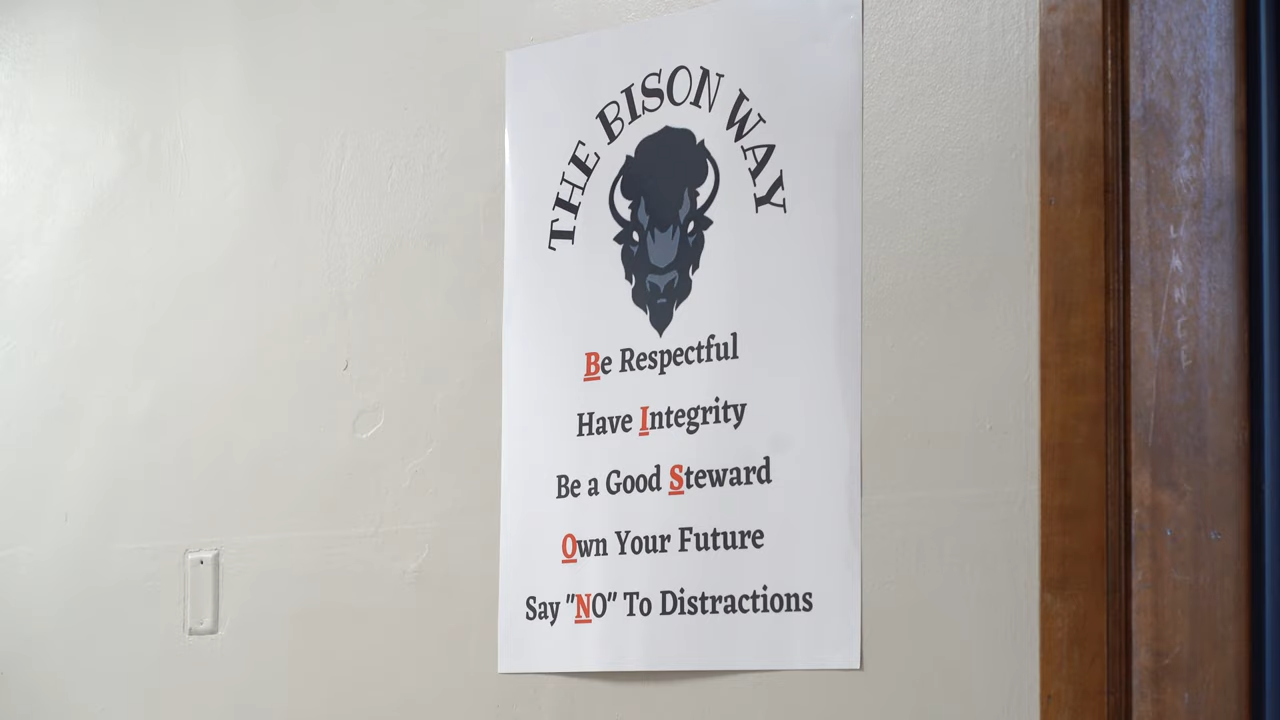 THE BISON WAY
Be Respectful
Have Integrity
Be a Good Steward
Own Your Future
Say "NO" To Distractions